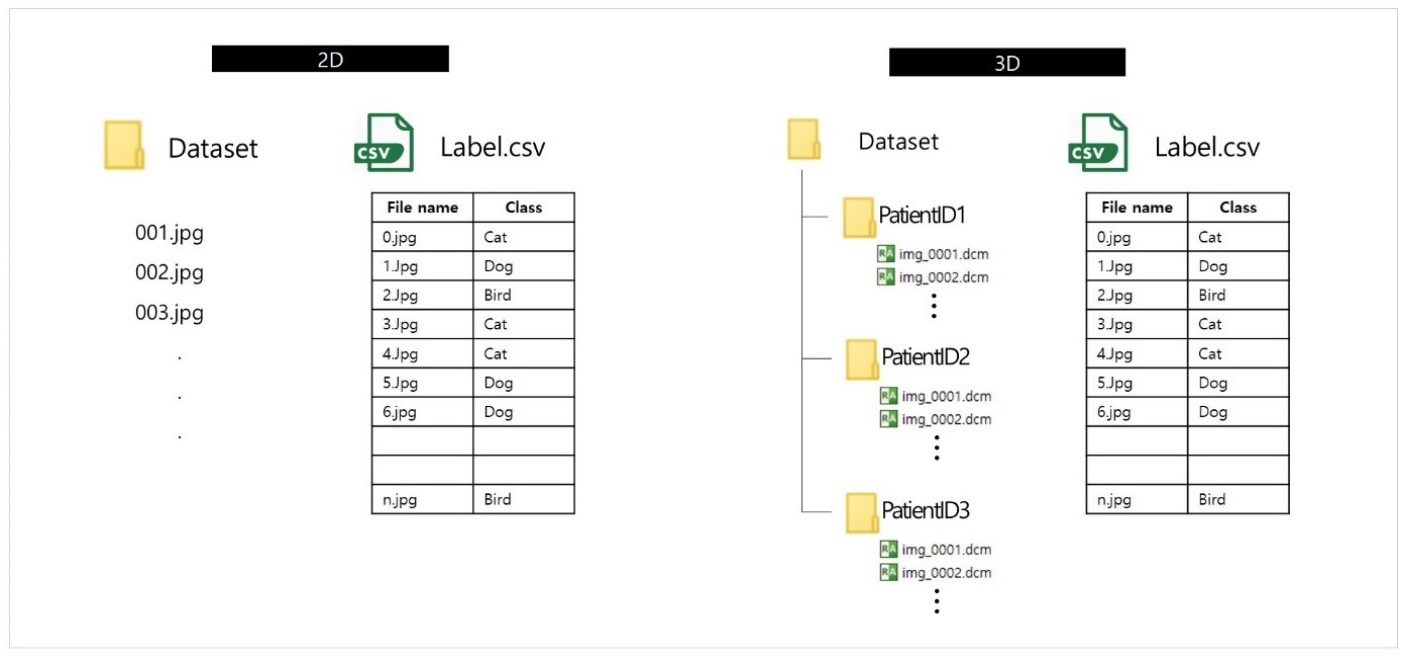 2D
Dataset
001.jpg
002.jpg
003.jpg
.
.
.
CSV
Label.csv
File name Class
0.jpg Cat
1.Jpg Dog
2.Jpg Bird
3.Jpg Cat
4.Jpg Cat
5.Jpg Dog
6.jpg Dog
n.jpg Bird
3D
Dataset
PatientID1
RA img_0001.dcm
RA img_0002.dcm
PatientID2
RA img_0001.dcm
RA img_0002.dcm
PatientID3
RA img_0001.dcm
RA img_0002.dcm
CSV
Label.csv
File name Class
0.jpg Cat
1.Jpg Dog
2.Jpg Bird
3.Jpg Cat
4.Jpg Cat
5.Jpg Dog
6.jpg Dog
n.jpg Bird